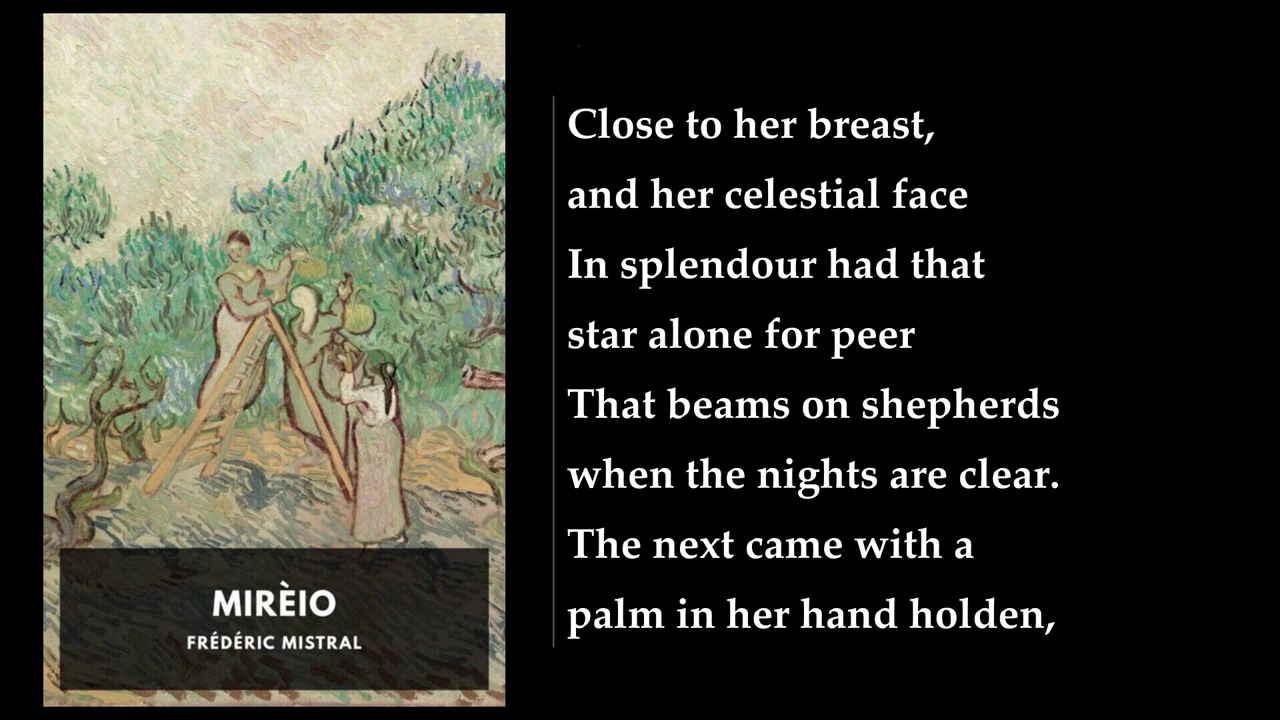 MIRÈIO
FRÉDÉRIC MISTRAL
Close to her breast,
and her celestial face
In splendour had that
star alone for peer
That beams on shepherds
when the nights are clear.
The next came with a
palm in her hand holden,